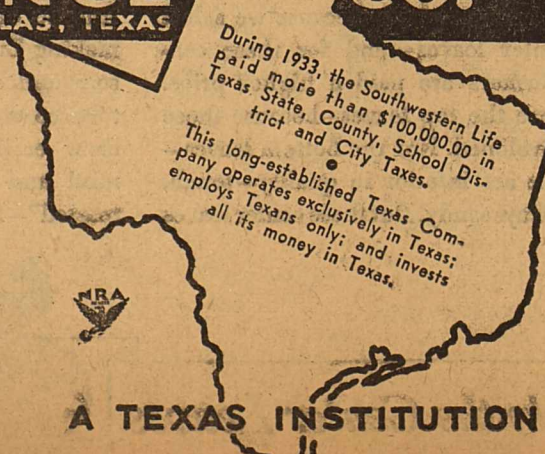 CO.
LAS, TEXAS
During 1933, the Southwestern Life
paid more than $100,000.00 in
Texas State, County, School Dis-
trict and City Taxes.
This long-established Texas Com-
pany operates exclusively in Texas;
employs Texans only; and invests
all its money in Texas.
NRA
A TEXAS INSTITUTION